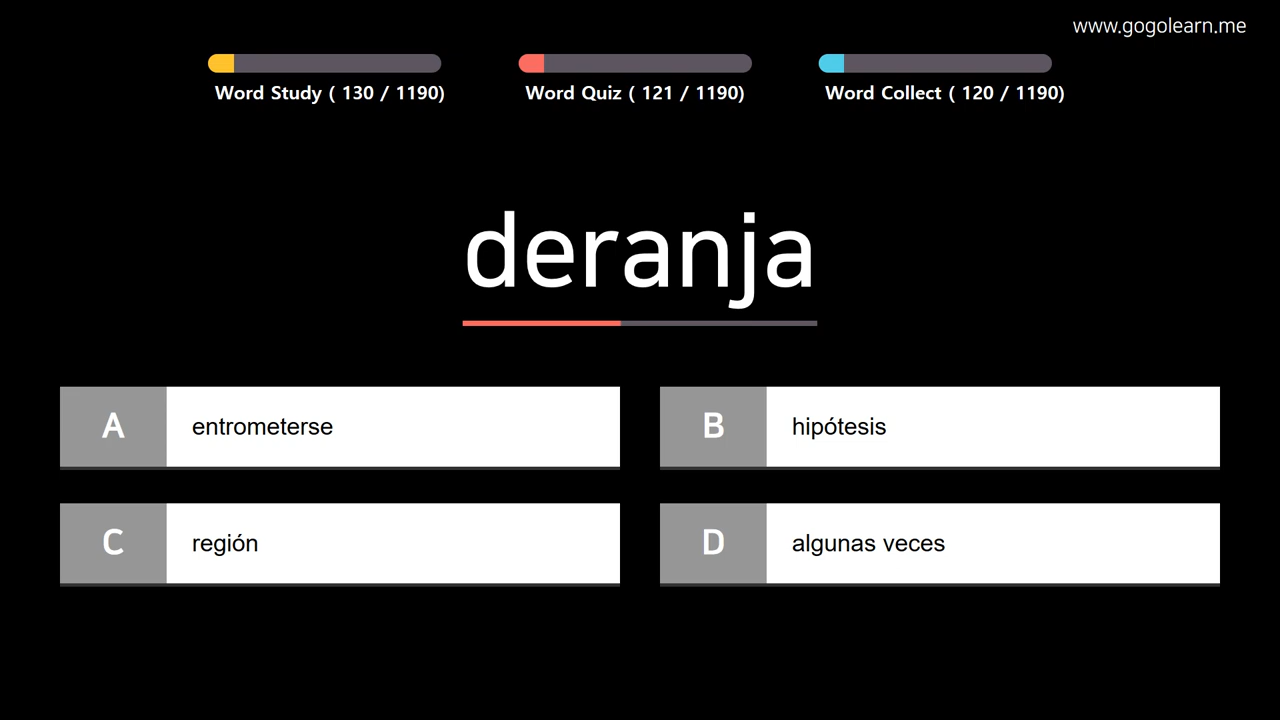 www.gogolearn.me
Word Study ( 130 / 1190)
Word Quiz ( 121 / 1190)
Word Collect ( 120 / 1190)
deranja
A entrometerse
B hipótesis
C región
D algunas veces